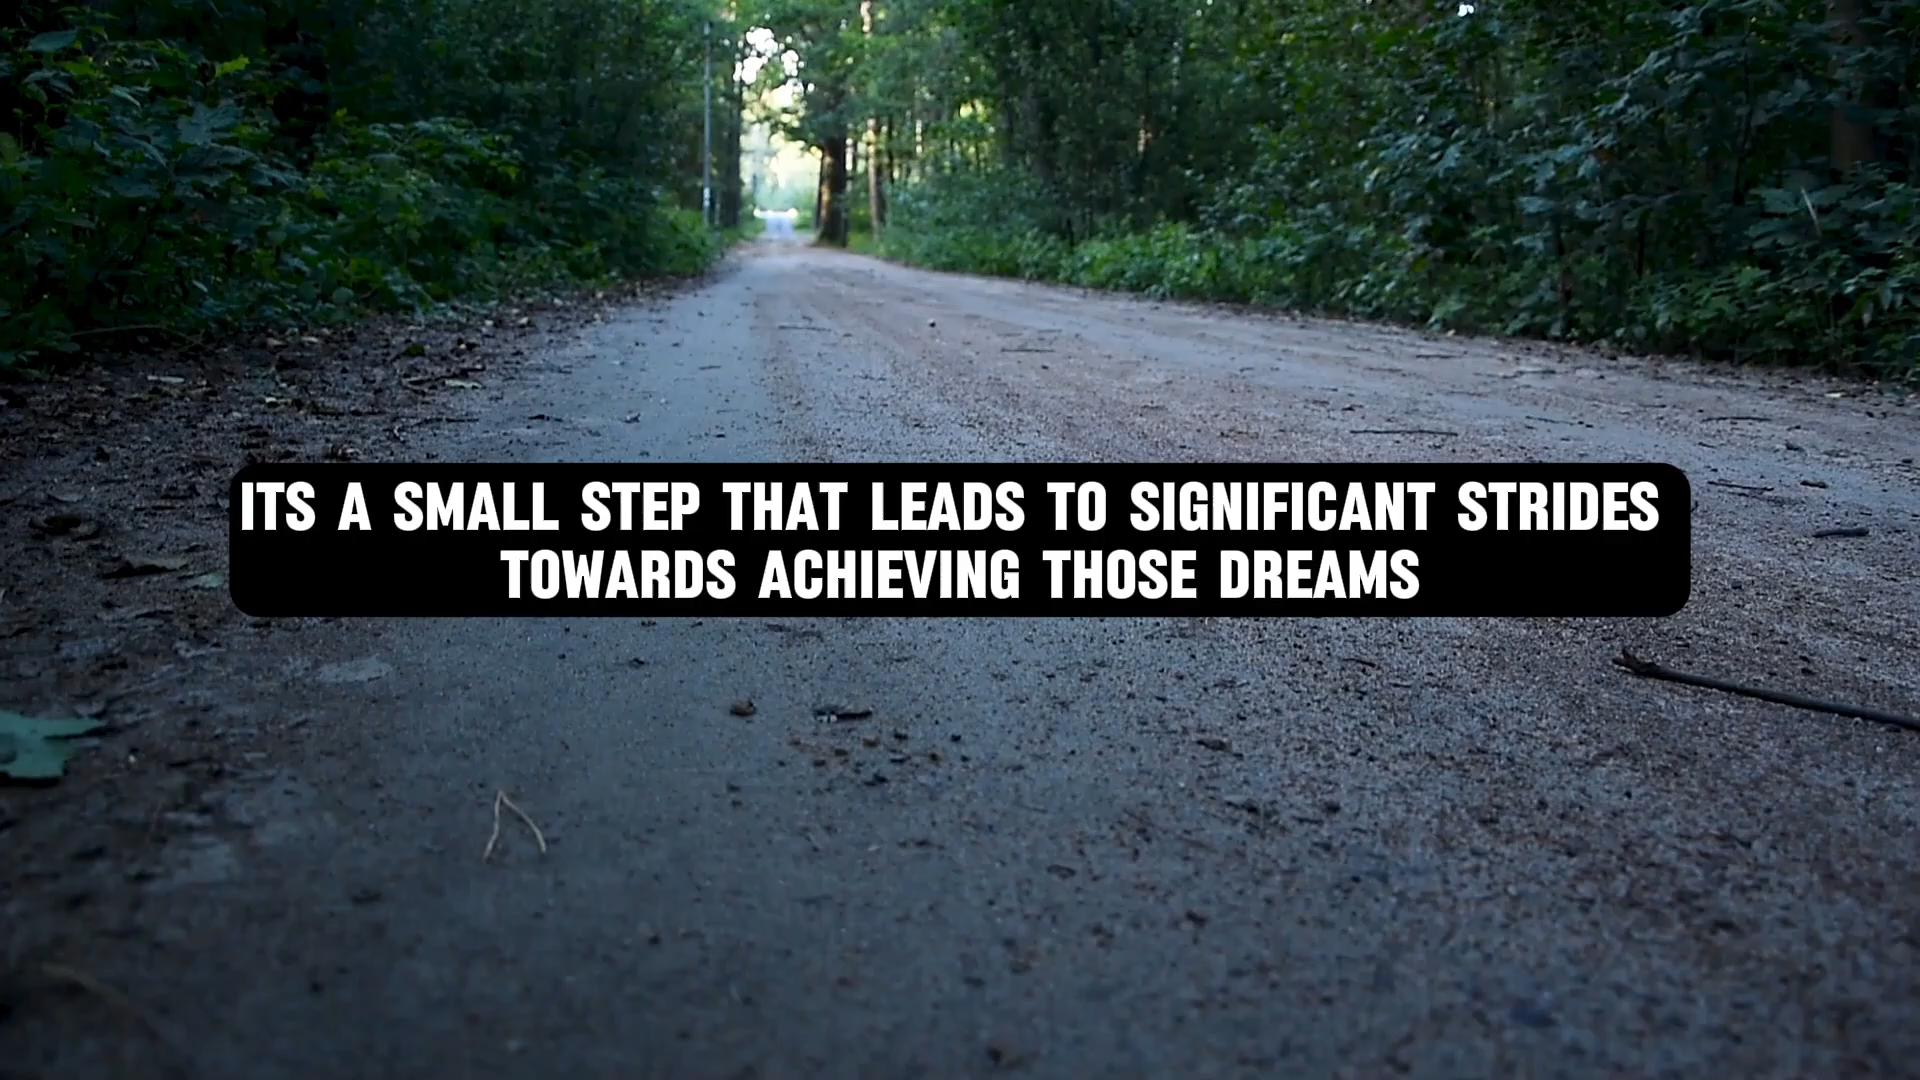 ITS A SMALL STEP THAT LEADS TO SIGNIFICANT STRIDES
TOWARDS ACHIEVING THOSE DREAMS